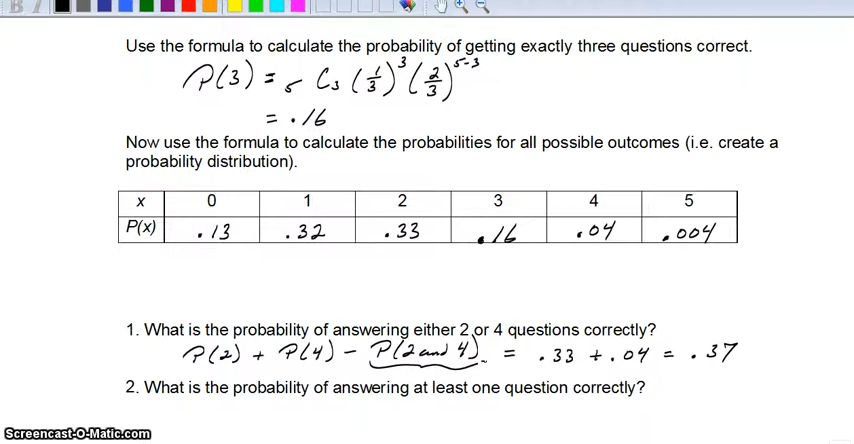 B I
Use the formula to calculate the probability of getting exactly three questions correct.
P(3) = ₅C₃ (1/3)³ (2/3)⁵⁻³
= .16
Now use the formula to calculate the probabilities for all possible outcomes (i.e. create a
probability distribution).
x 0 1 2 3 4 5
P(x) .13 .32 .33 .16 .04 .004
1. What is the probability of answering either 2 or 4 questions correctly?
P(2) + P(4) - P(2 and 4) = .33 + .04 = .37
2. What is the probability of answering at least one question correctly?
Screencast-O-Matic.com